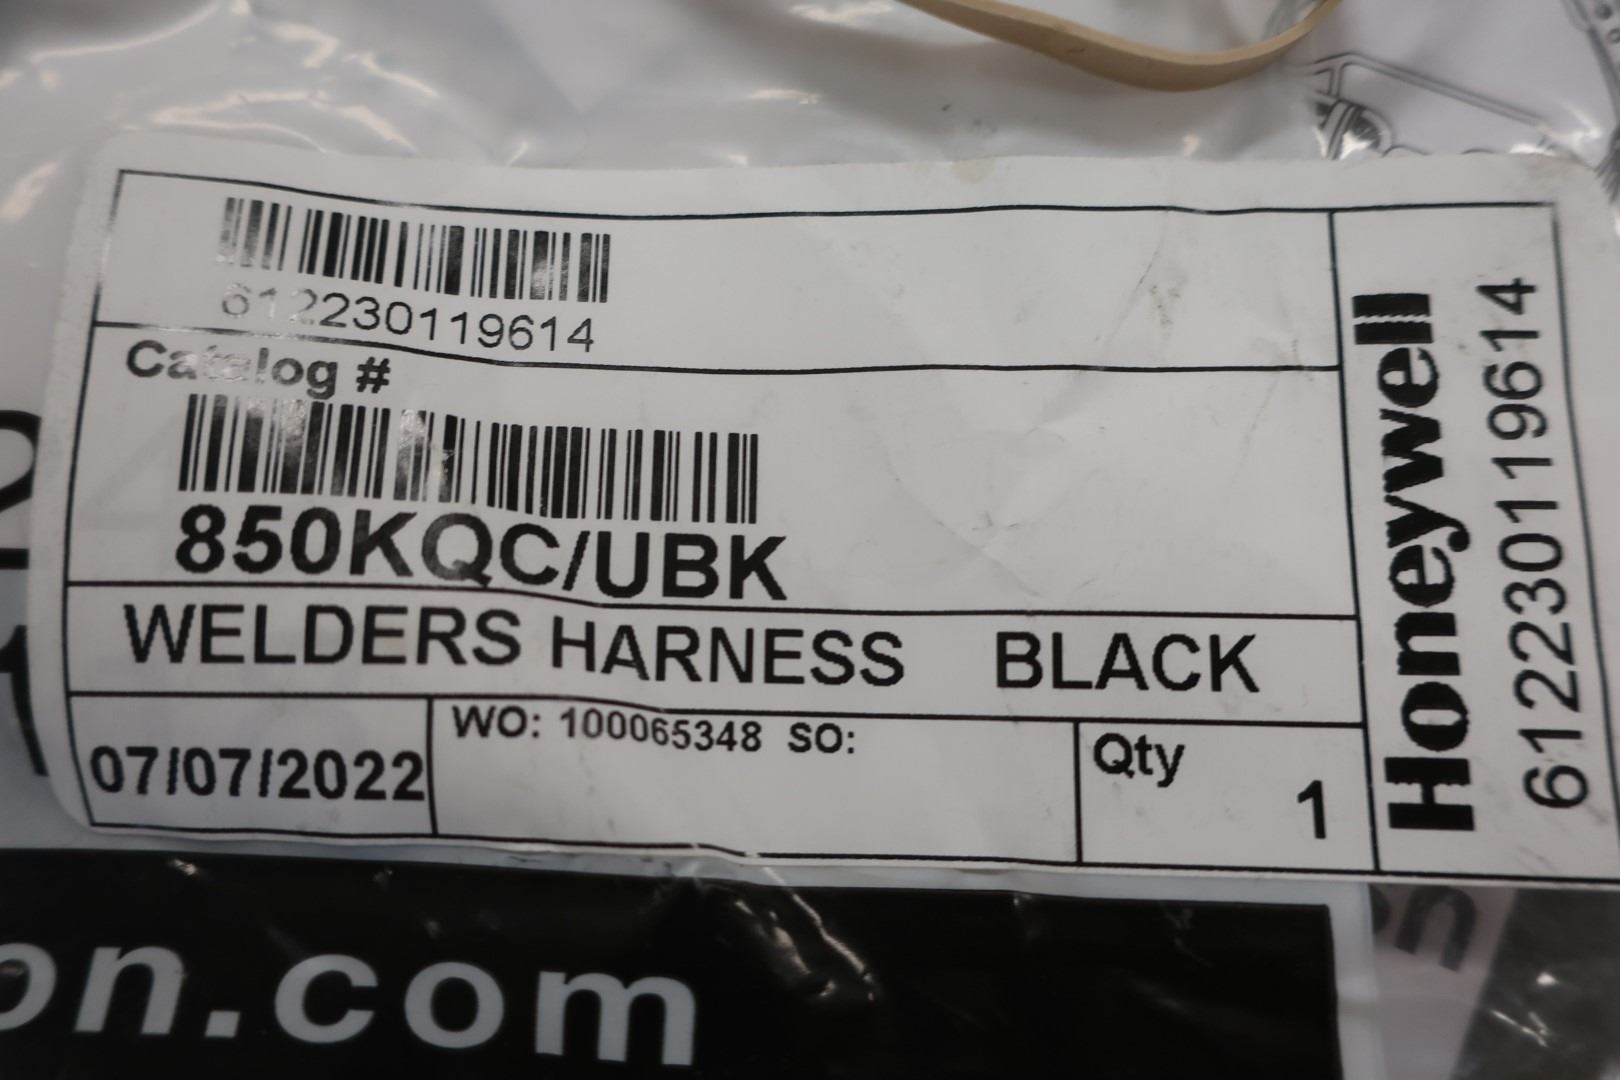 612230119614
Catalog #
850KQC/UBK
WELDERS HARNESS BLACK
07/07/2022
WO: 100065348 SO:
Qty
1
Honeywell
612230119614
on.com
on